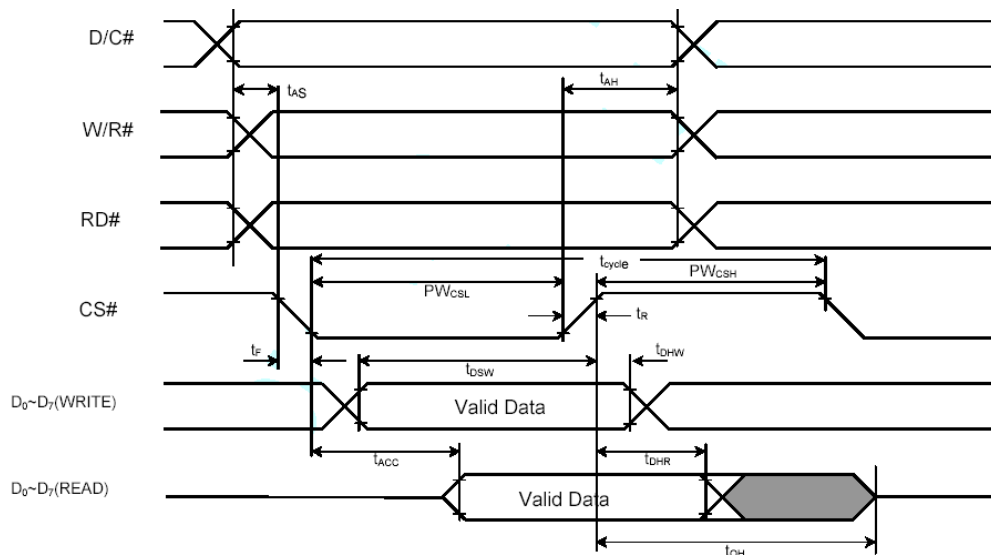 D/C#
tAS
tAH
W/R#
RD#
tcycle
PWCSL
PWCSH
CS#
tR
tF
tDSW
tDHW
D0~D7(WRITE)
Valid Data
tACC
tDHR
D0~D7(READ)
Valid Data
tOH